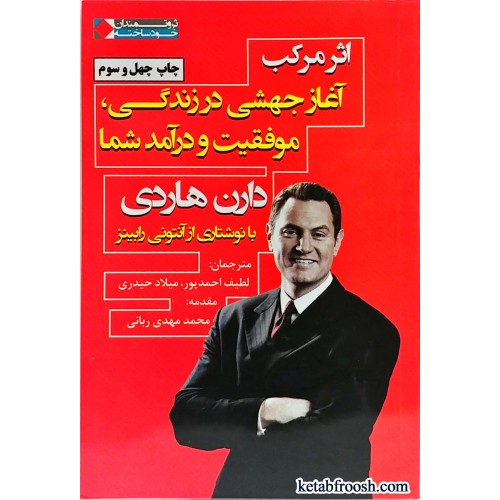 ثروتمندان
خودساخته
اثر مرکب
چاپ چهل و سوم
آغاز جهشی در زندگی،
موفقیت و درآمد شما
دارن هاردی
با نوشتاری از آنتونی رابینز
مترجمان:
لطیف احمدپور، میلاد حیدری
مقدمه:
محمد مهدی ربانی
ketabfroosh.com